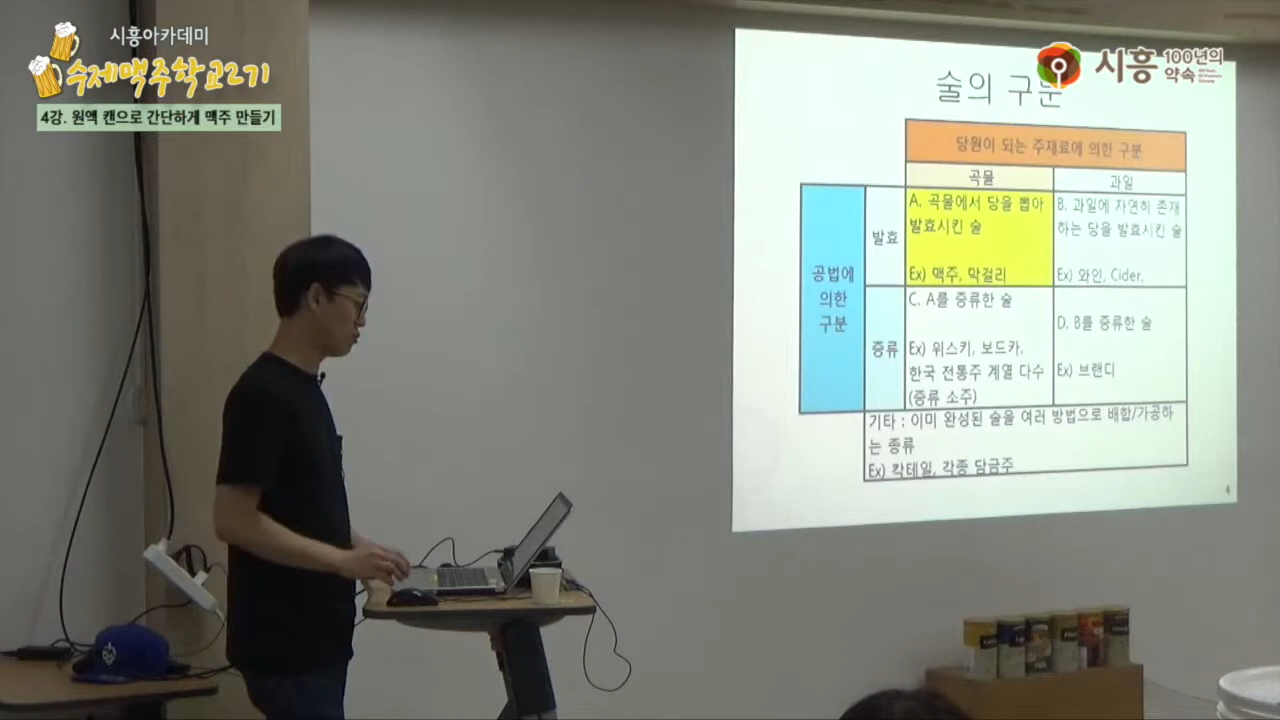 시흥아카데미
수제맥주학교2기
4강. 원액 캔으로 간단하게 맥주 만들기
시흥 100년의
약속
술의 구분
당원이 되는 주재료에 의한 구분
곡물
과일
공법에
의한
구분
발효
A. 곡물에서 당을 뽑아
발효시킨 술
Ex) 맥주, 막걸리
B. 과일에 자연히 존재
하는 당을 발효시킨 술
Ex) 와인, Cider,
증류
C. A를 증류한 술
Ex) 위스키, 보드카,
한국 전통주 계열 다수
(증류 소주)
D. B를 증류한 술
Ex) 브랜디
기타 : 이미 완성된 술을 여러 방법으로 배합/가공하
는 종류
Ex) 칵테일, 각종 담금주
4